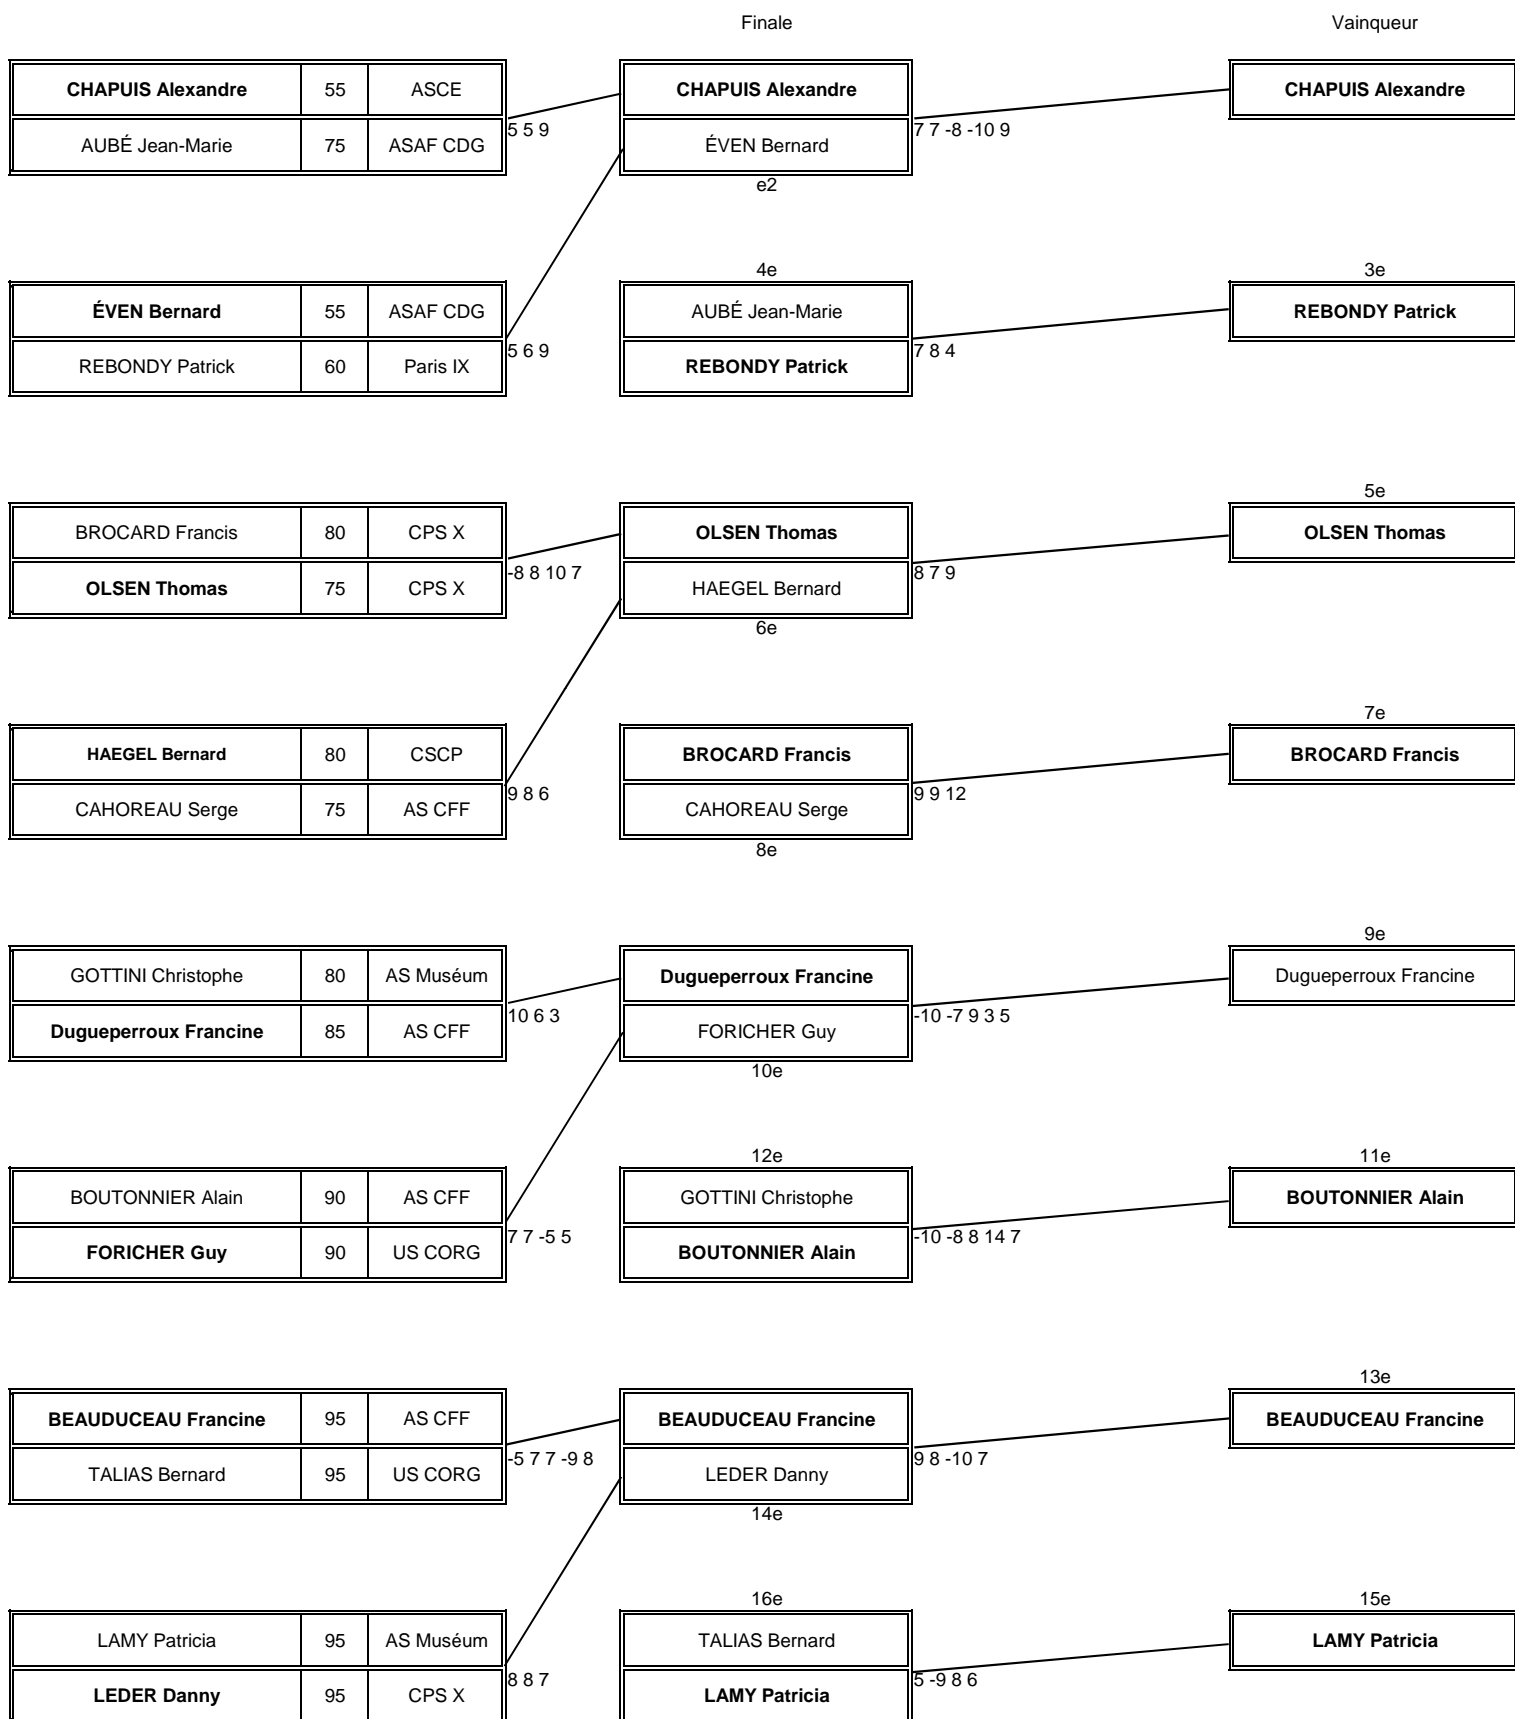 Finale Vainqueur
CHAPUIS Alexandre 55 ASCE CHAPUIS Alexandre CHAPUIS Alexandre
5 5 9 7 7 -8 -10 9
AUBÉ Jean-Marie 75 ASAF CDG ÉVEN Bernard
e2
4e 3e
ÉVEN Bernard 55 ASAF CDG AUBÉ Jean-Marie REBONDY Patrick
5 6 9 7 8 4
REBONDY Patrick 60 Paris IX REBONDY Patrick
5e
BROCARD Francis 80 CPS X OLSEN Thomas OLSEN Thomas
-8 8 10 7 8 7 9
OLSEN Thomas 75 CPS X HAEGEL Bernard
6e
7e
HAEGEL Bernard 80 CSCP BROCARD Francis BROCARD Francis
9 8 6 9 9 12
CAHOREAU Serge 75 AS CFF CAHOREAU Serge
8e
9e
GOTTINI Christophe 80 AS Muséum Dugueperroux Francine Dugueperroux Francine
10 6 3 -10 -7 9 3 5
Dugueperroux Francine 85 AS CFF FORICHER Guy
10e
12e 11e
BOUTONNIER Alain 90 AS CFF GOTTINI Christophe BOUTONNIER Alain
7 7 -5 5 -10 -8 8 14 7
FORICHER Guy 90 US CORG BOUTONNIER Alain
13e
BEAUDUCEAU Francine 95 AS CFF BEAUDUCEAU Francine BEAUDUCEAU Francine
-5 7 7 -9 8 9 8 -10 7
TALIAS Bernard 95 US CORG LEDER Danny
14e
16e 15e
LAMY Patricia 95 AS Muséum TALIAS Bernard LAMY Patricia
8 8 7 5 -9 8 6
LEDER Danny 95 CPS X LAMY Patricia